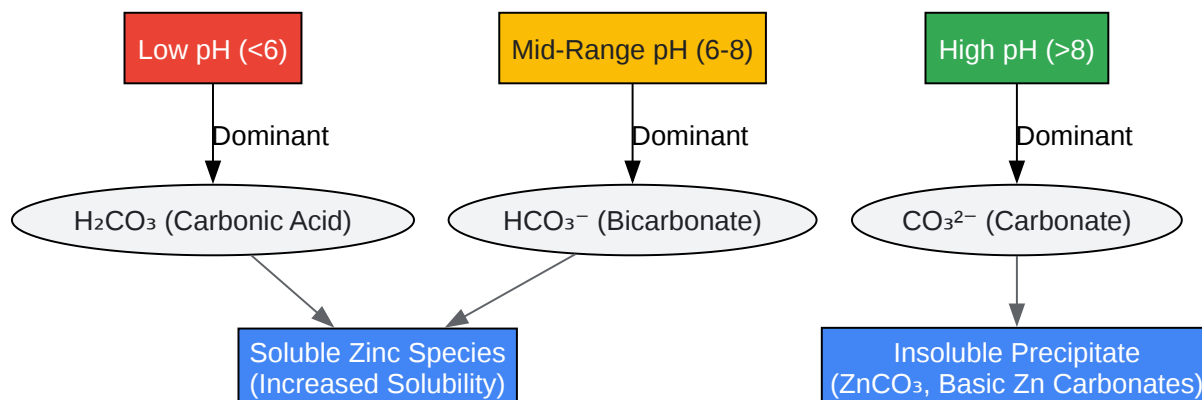 Low pH (<6)
Mid-Range pH (6-8)
High pH (>8)
Dominant
Dominant
Dominant
H₂CO₃ (Carbonic Acid)
HCO₃⁻ (Bicarbonate)
CO₃²⁻ (Carbonate)
Soluble Zinc Species
(Increased Solubility)
Insoluble Precipitate
(ZnCO₃, Basic Zn Carbonates)